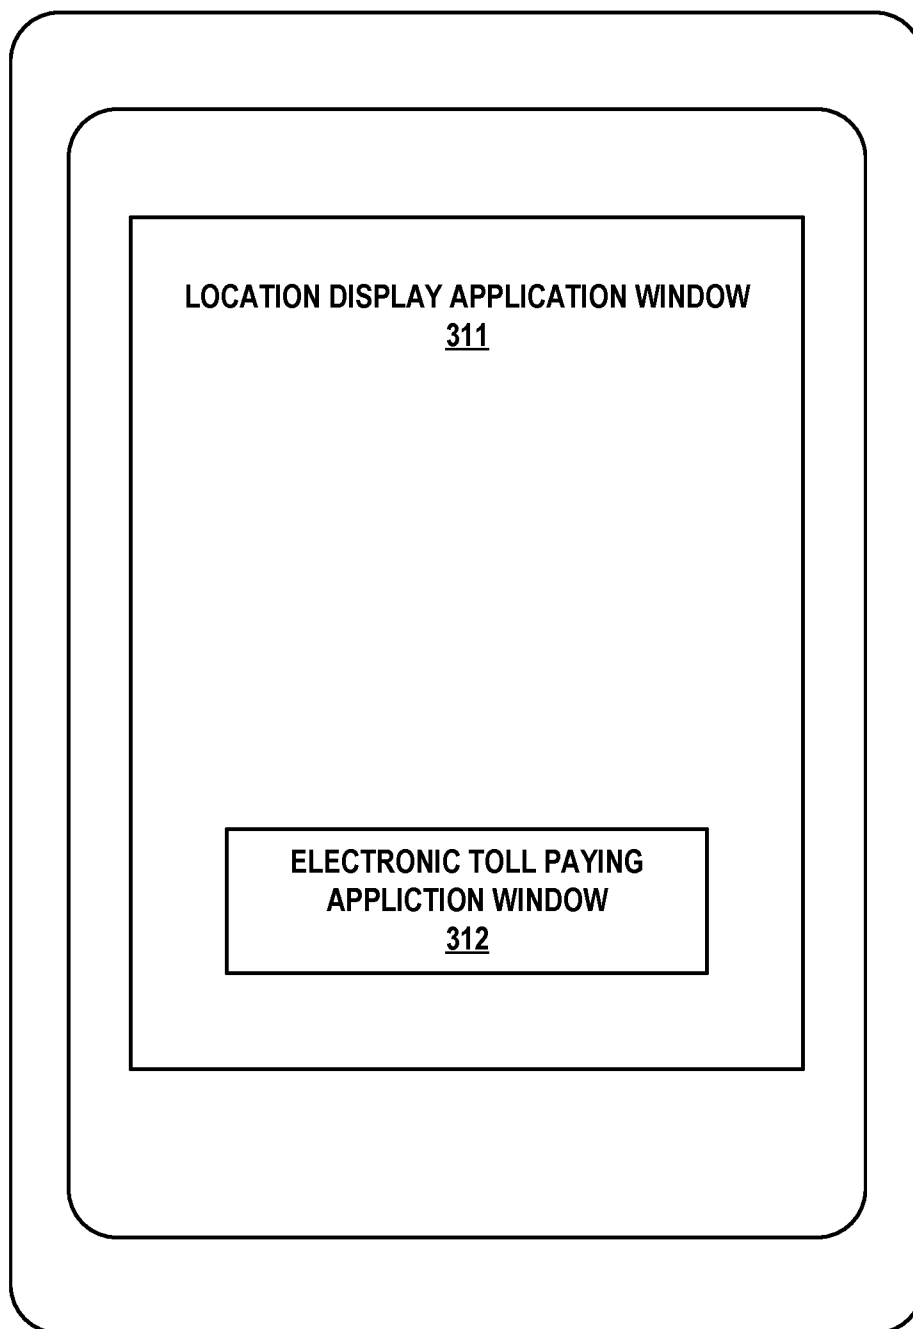 LOCATION DISPLAY APPLICATION WINDOW
311
ELECTRONIC TOLL PAYING
APPLICTION WINDOW
312